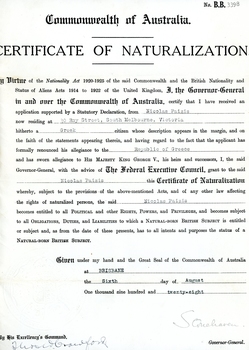 No. B.B.
Commonwealth of Australia.
CERTIFICATE OF NATURALIZATION
By Virtue of the Nationality Act 1920-1922 of the said Commonwealth and the British Nationality and
Status of Aliens Acts 1914 to 1922 of the United Kingdom, I, the Governor-General
in and over the Commonwealth of Australia, certify that I have received an
application supported by a Statutory Declaration, from Nicolas
now residing at Street, South Melbourne, Victoria
hitherto a Greek citizen whose description appears in the margin, and on
the faith of the statements appearing therein, and having regard to the fact that the applicant has
formally renounced his allegiance to the Republic of Greece
and has sworn allegiance to His Majesty King George V., his heirs and successors, I, the said
Governor-General, with the advice of The Federal Executive Council, grant to the said
Nicolas this Certificate of Naturalization
whereby, subject to the provisions of the above-mentioned Acts, and of any other law affecting
the rights of naturalized persons, the said Nicolas
becomes entitled to all Political and other Rights, Powers, and Privileges, and becomes subject
to all Obligations, Duties, and Liabilities to which a Natural-born British Subject is entitled
or subject, and, as from the date of these presents, has to all intents and purposes the status of a
Natural-born British Subject.
Given under my hand and the Great Seal of the Commonwealth of Australia
at BRISBANE
the Sixth day of August
One thousand nine hundred and twenty-eight
By His Excellency's Command,
Governor-General.